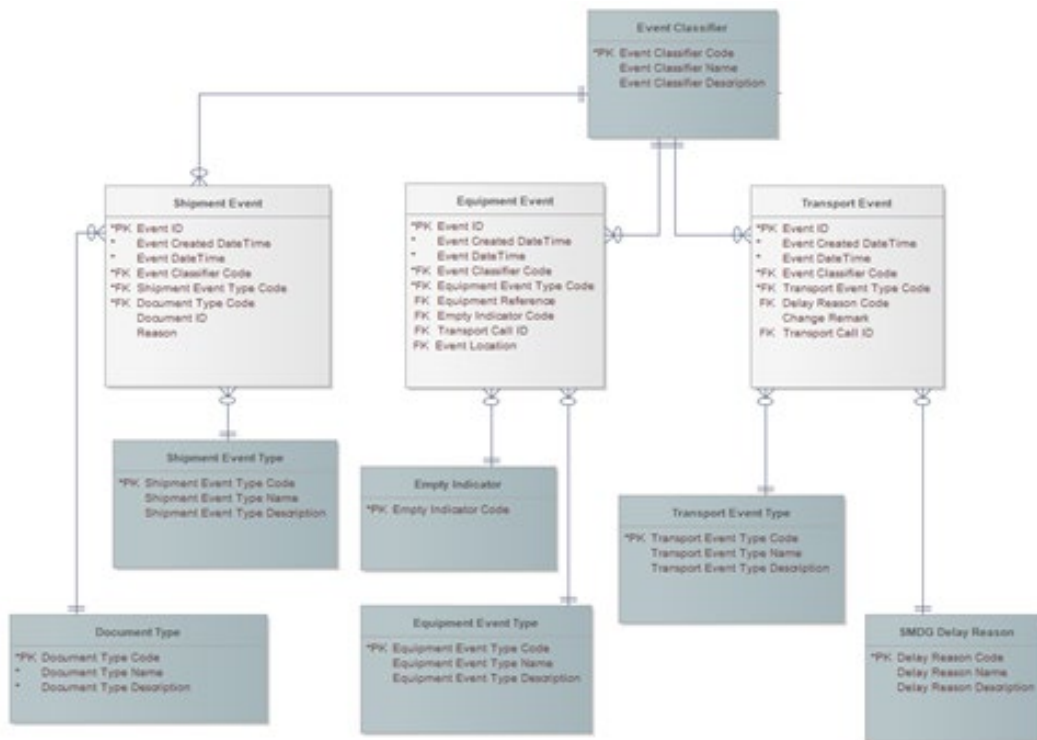 Event Classifier
*PK Event Classifier Code
Event Classifier Name
Event Classifier Description
Shipment Event
*PK Event ID
* Event Created DateTime
* Event DateTime
*FK Event Classifier Code
*FK Shipment Event Type Code
*FK Document Type Code
Document ID
Reason
Equipment Event
*PK Event ID
* Event Created DateTime
* Event DateTime
*FK Event Classifier Code
*FK Equipment Event Type Code
FK Equipment Reference
FK Empty Indicator Code
FK Transport Call ID
FK Event Location
Transport Event
*PK Event ID
* Event Created DateTime
* Event DateTime
*FK Event Classifier Code
*FK Transport Event Type Code
FK Delay Reason Code
Change Remark
FK Transport Call ID
Shipment Event Type
*PK Shipment Event Type Code
Shipment Event Type Name
Shipment Event Type Description
Empty Indicator
*PK Empty Indicator Code
Transport Event Type
*PK Transport Event Type Code
Transport Event Type Name
Transport Event Type Description
Document Type
*PK Document Type Code
* Document Type Name
* Document Type Description
Equipment Event Type
*PK Equipment Event Type Code
Equipment Event Type Name
Equipment Event Type Description
SMDG Delay Reason
*PK Delay Reason Code
Delay Reason Name
Delay Reason Description